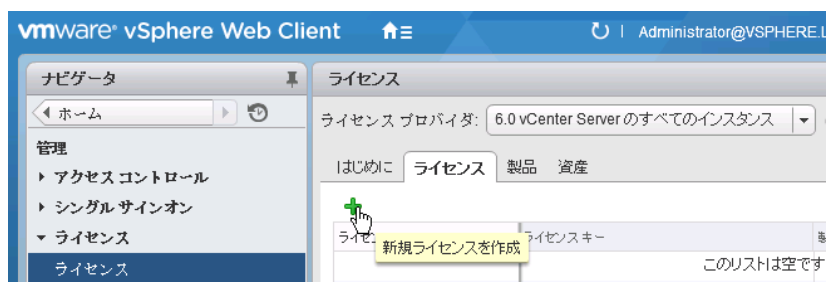 vmware® vSphere Web Client
Administrator@VSPHERE.L
ナビゲータ
ホーム
管理
アクセス コントロール
シングル サインオン
ライセンス
ライセンス
ライセンス
ライセンス プロバイダ: 6.0 vCenter Server のすべてのインスタンス
はじめに ライセンス 製品 資産
新規ライセンスを作成
ライセンス キー
このリストは空です